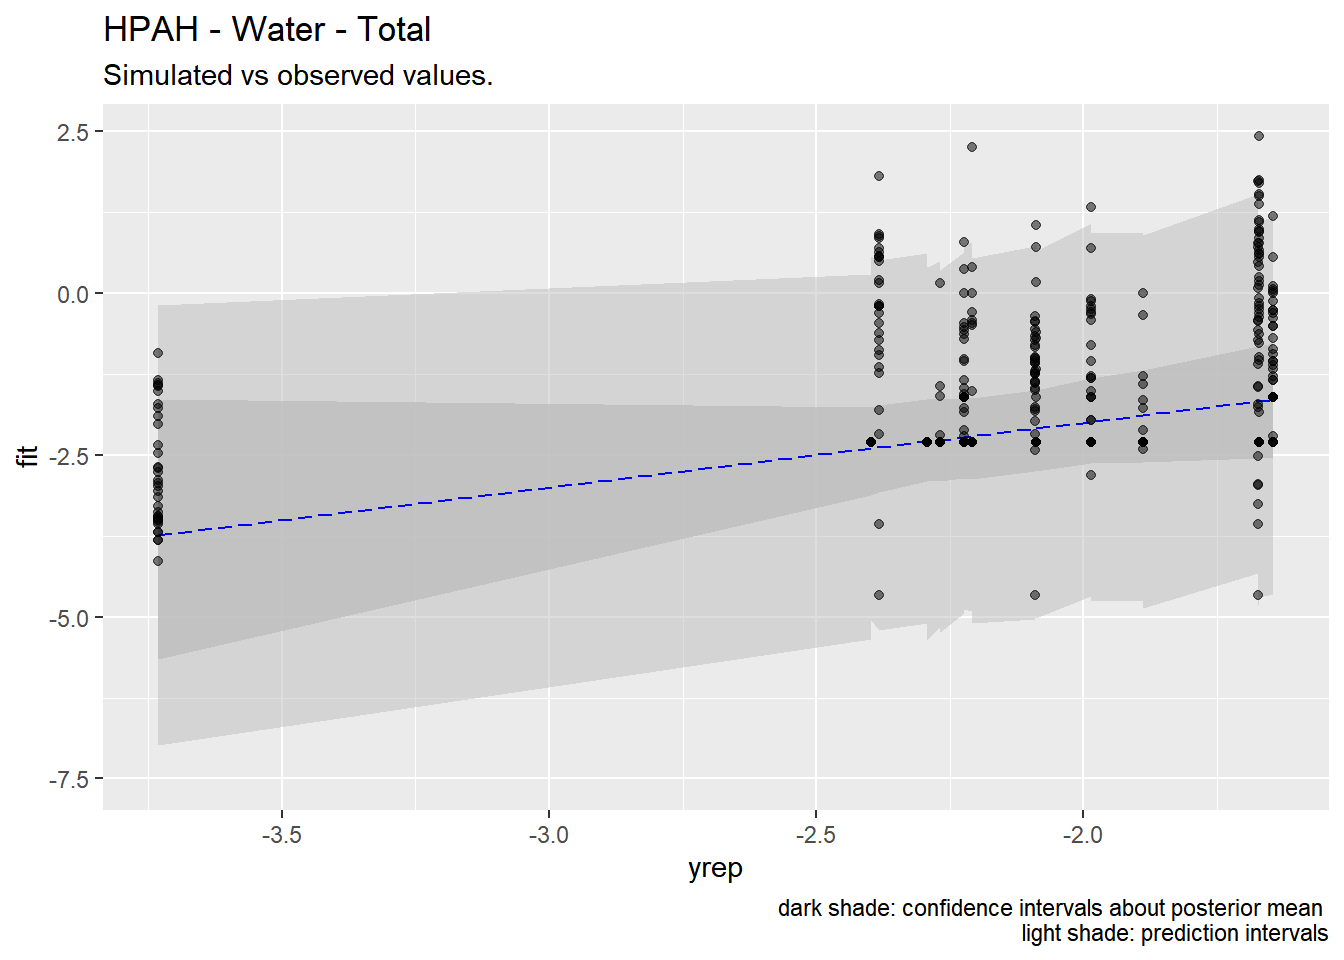 HPAH - Water - Total
Simulated vs observed values.
2.5
0.0
-2.5
-5.0
-7.5
fit
-3.5 -3.0 -2.5 -2.0
yrep
dark shade: confidence intervals about posterior mean
light shade: prediction intervals